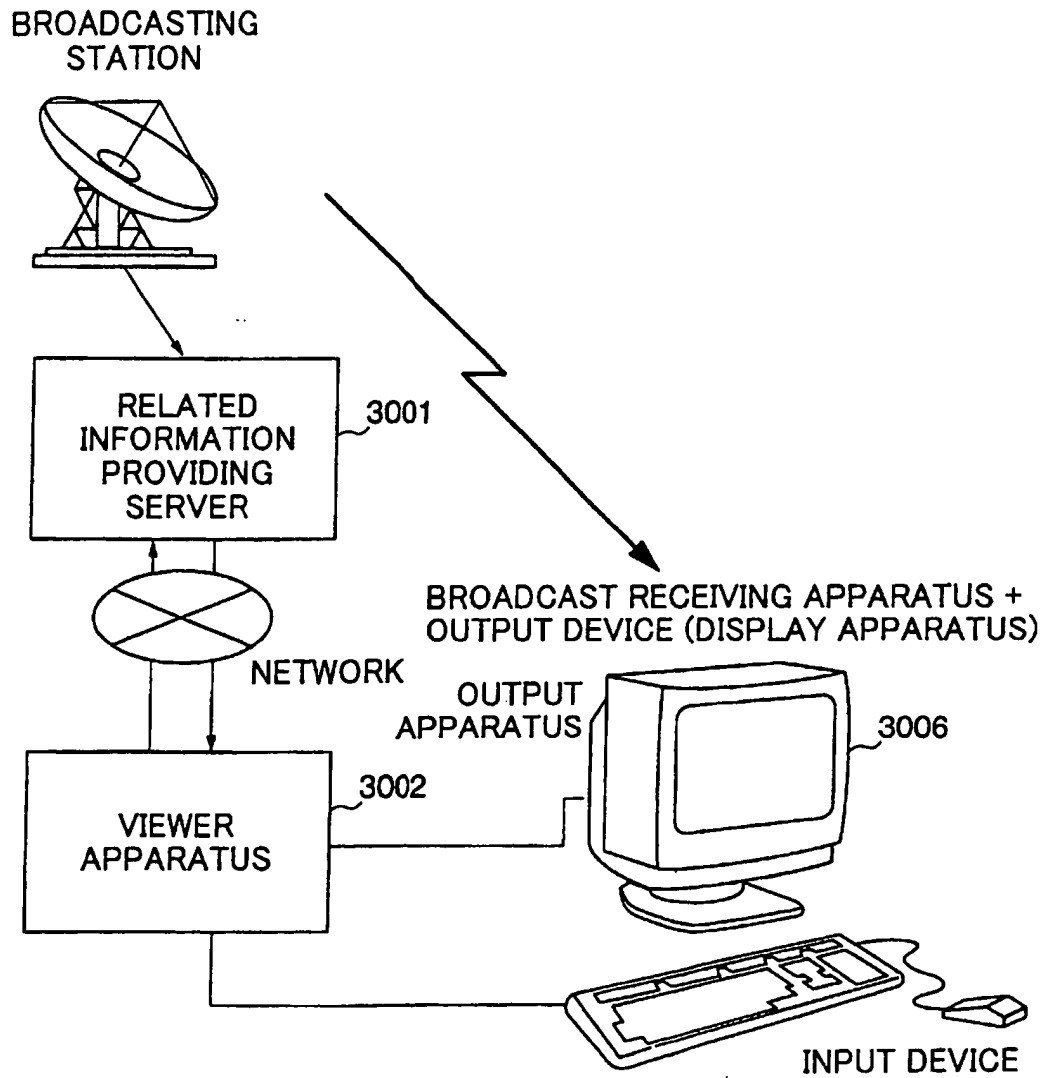 BROADCASTING
STATION
RELATED
INFORMATION
PROVIDING
SERVER
3001
BROADCAST RECEIVING APPARATUS +
OUTPUT DEVICE (DISPLAY APPARATUS)
NETWORK
OUTPUT
APPARATUS
3006
3002
VIEWER
APPARATUS
INPUT DEVICE